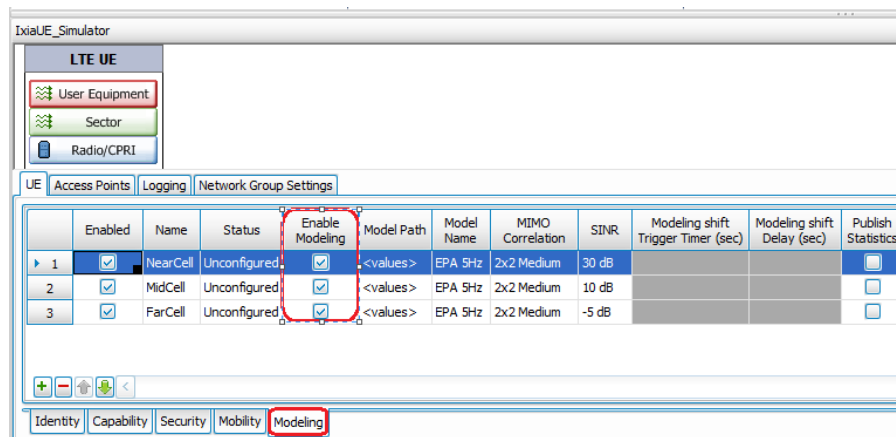 IxiaUE_Simulator
LTE UE
User Equipment
Sector
Radio/CPRI
UE Access Points Logging Network Group Settings
Enabled Name Status Enable Modeling Model Path Model Name MIMO Correlation SINR Modeling shift Trigger Timer (sec) Modeling shift Delay (sec) Publish Statistics
1 NearCell Unconfigured <values> EPA 5Hz 2x2 Medium 30 dB
2 MidCell Unconfigured <values> EPA 5Hz 2x2 Medium 10 dB
3 FarCell Unconfigured <values> EPA 5Hz 2x2 Medium -5 dB
Identity Capability Security Mobility Modeling